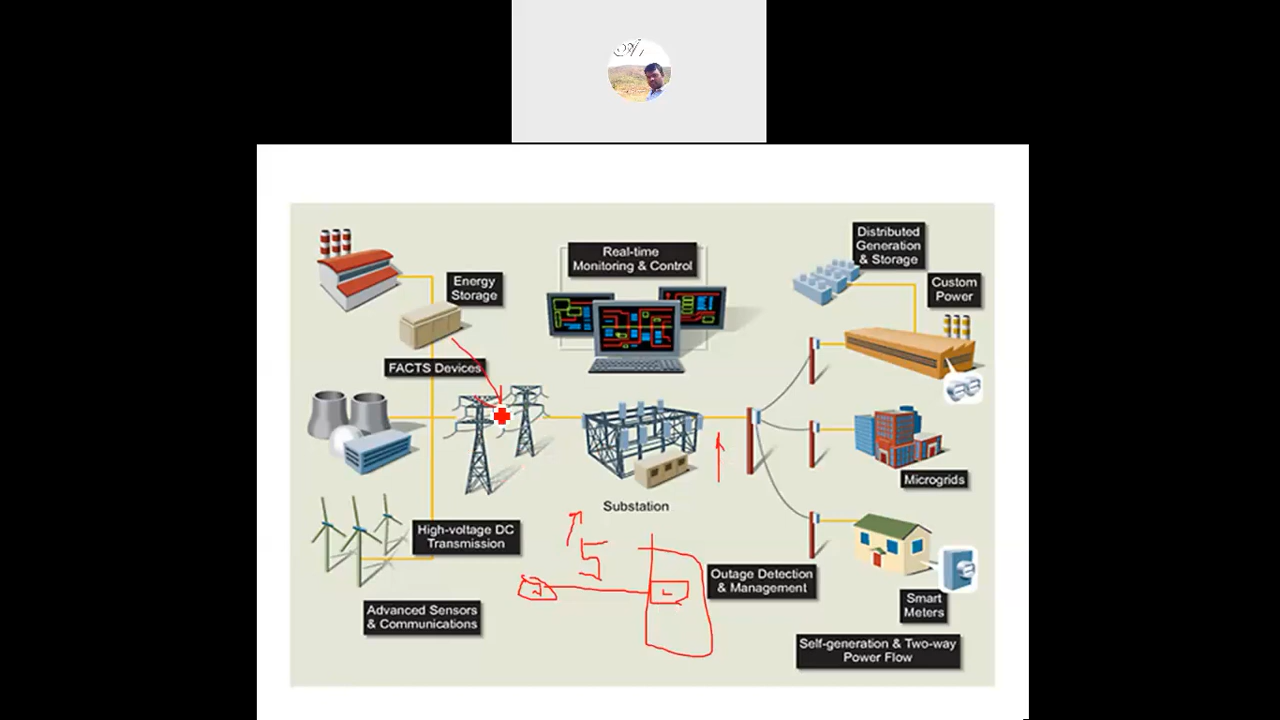 Real-time
Monitoring & Control
Distributed
Generation
& Storage
Energy
Storage
Custom
Power
FACTS Devices
Microgrids
Substation
High-voltage DC
Transmission
5
Outage Detection
& Management
Advanced Sensors
& Communications
Smart
Meters
Self-generation & Two-way
Power Flow